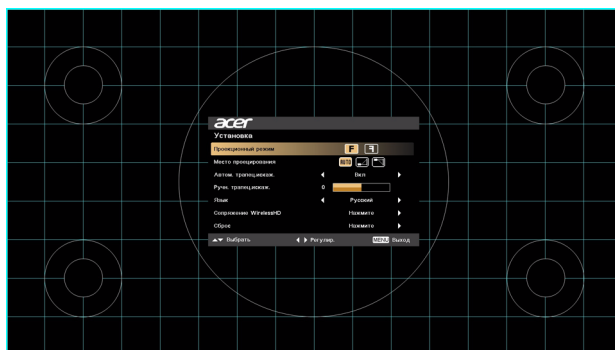 acer
Установка
Проекционный режим F F
Место проецирования AUTO
Автом. трапец.искаж. Вкл
Ручн. трапец.искаж. 0
Язык Русский
Сопряжение WirelessHD Нажмите
Сброс Нажмите
Выбрать Регулир. MENU Выход